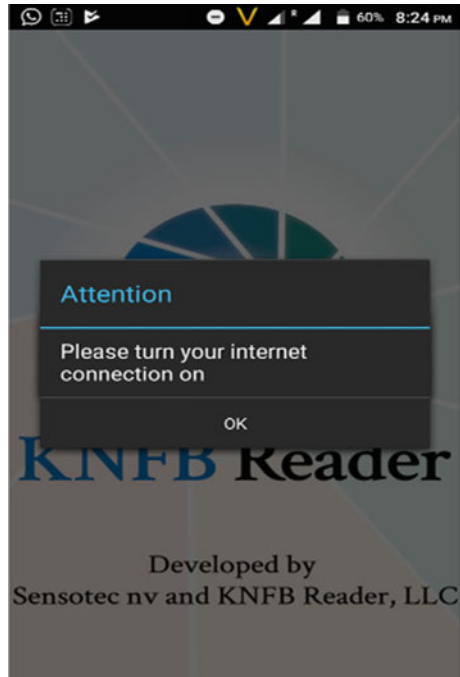 60% 8:24 PM
Attention
Please turn your internet
connection on
OK
KNFB Reader
Developed by
Sensotec nv and KNFB Reader, LLC